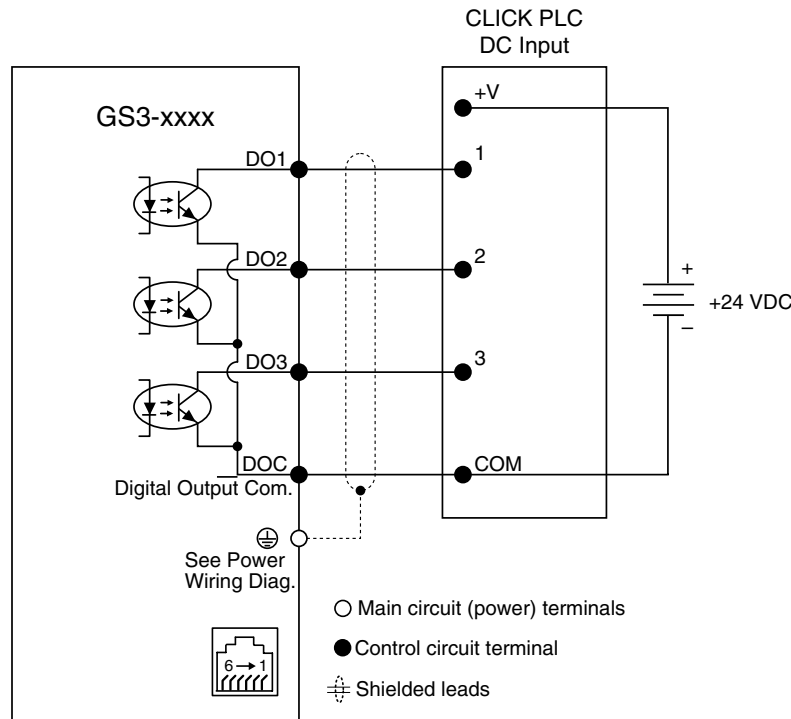 CLICK PLC
DC Input
GS3-xxxx
+V
DO1
1
DO2
2
+
+24 VDC
–
DO3
3
DOC
COM
Digital Output Com.
See Power
Wiring Diag.
Main circuit (power) terminals
Control circuit terminal
6→1
Shielded leads